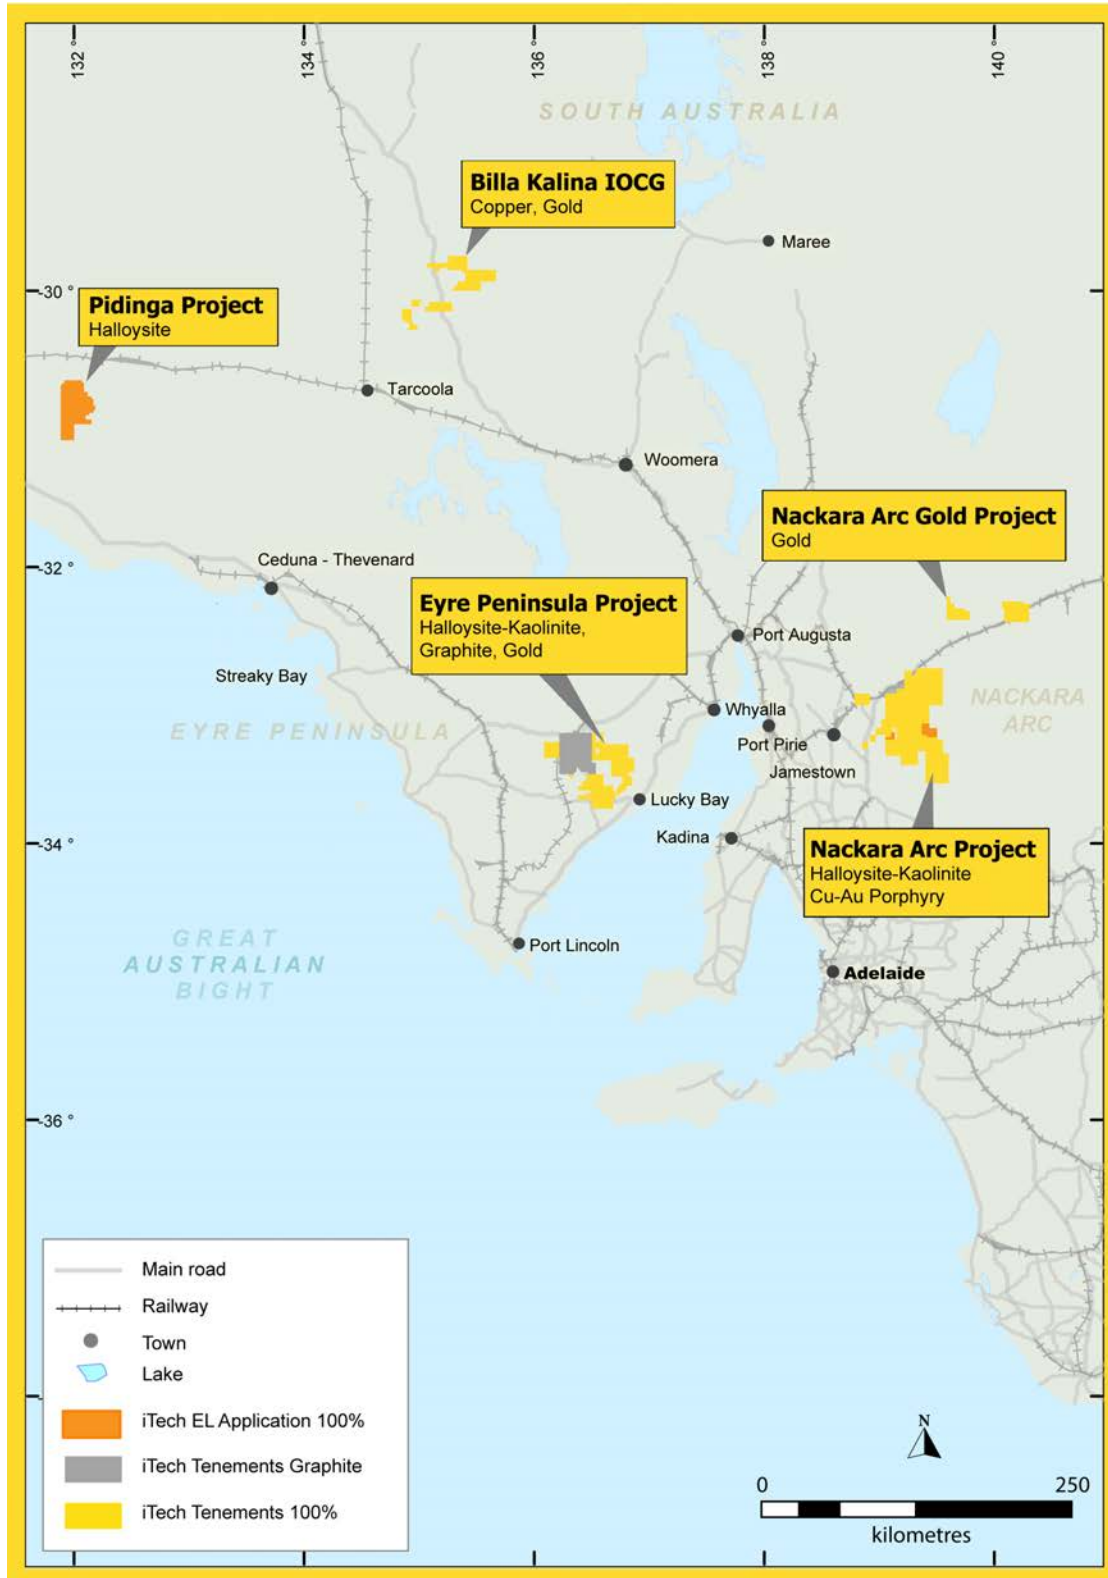 132 °
134 °
136 °
138 °
140 °
SOUTH AUSTRALIA
Billa Kalina IOCG
Copper, Gold
Maree
-30 °
Pidinga Project
Halloysite
Tarcoola
Woomera
Nackara Arc Gold Project
Gold
-32 °
Ceduna - Thevenard
Eyre Peninsula Project
Halloysite-Kaolinite,
Graphite, Gold
Port Augusta
Streaky Bay
NACKARA
ARC
EYRE PENINSULA
Whyalla
Port Pirie
Jamestown
Lucky Bay
Kadina
-34 °
Nackara Arc Project
Halloysite-Kaolinite
Cu-Au Porphyry
GREAT
AUSTRALIAN
BIGHT
Port Lincoln
Adelaide
-36 °
Main road
Railway
Town
Lake
iTech EL Application 100%
iTech Tenements Graphite
iTech Tenements 100%
N
0 250
kilometres